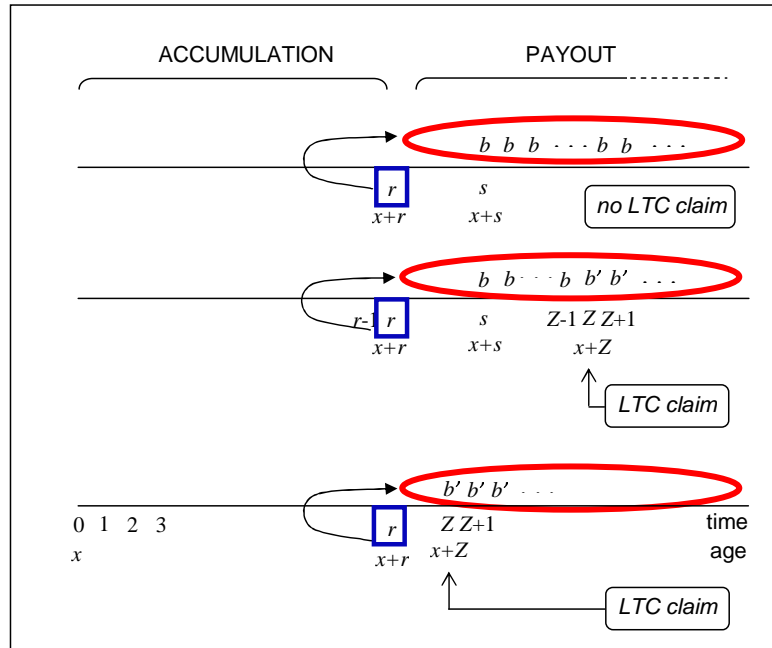 ACCUMULATION PAYOUT
b b b · · · b b · · ·
r s
x+r x+s
no LTC claim
b b · · · b b' b' · · ·
r-1 r s Z-1 Z Z+1
x+r x+s x+Z
LTC claim
b' b' b' · · ·
0 1 2 3 r Z Z+1 time
x x+r x+Z age
LTC claim